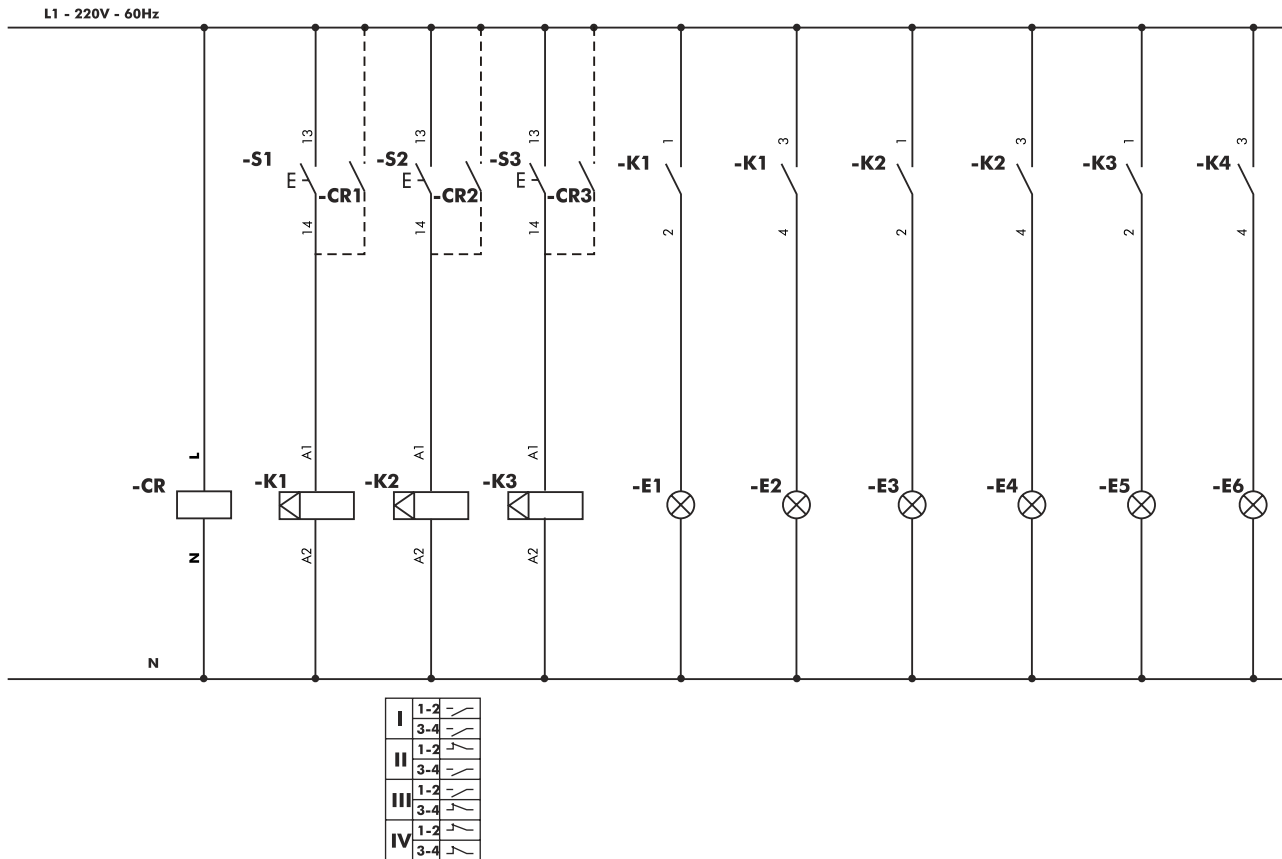 L1 - 220V - 60Hz
13 13 13 1 3 1 3 1 3
-S1 -S2 -S3 -K1 -K1 -K2 -K2 -K3 -K4
E E E
-CR1 -CR2 -CR3
14 14 14 2 4 2 4 2 4
L A1 A1 A1
-CR -K1 -K2 -K3 -E1 -E2 -E3 -E4 -E5 -E6
N A2 A2 A2
N
I 1-2
3-4
II 1-2
3-4
III 1-2
3-4
IV 1-2
3-4